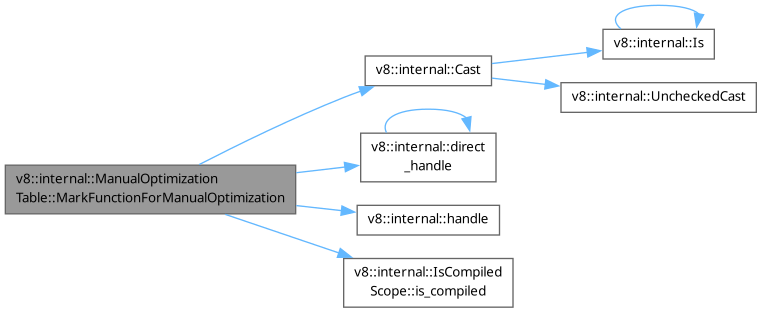 v8::internal::Is
v8::internal::Cast
v8::internal::UncheckedCast
v8::internal::direct
_handle
v8::internal::ManualOptimization
Table::MarkFunctionForManualOptimization
v8::internal::handle
v8::internal::IsCompiled
Scope::is_compiled